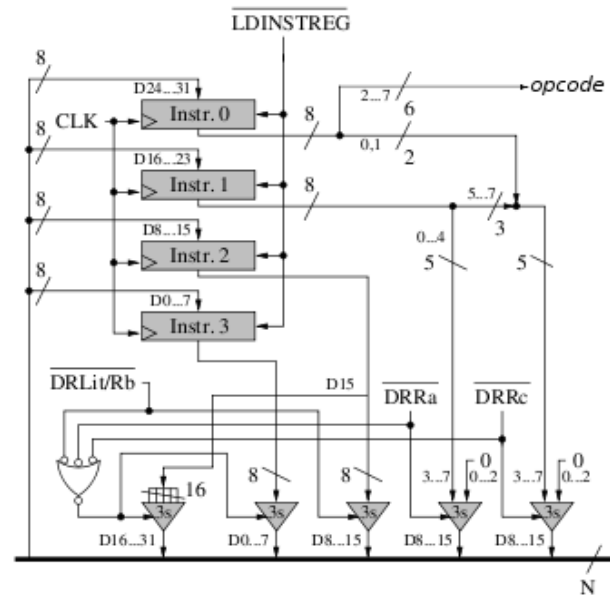 LDINSTREG
8
D24...31
2...7
6
opcode
CLK
Instr. 0
8
0,1
2
8
D16...23
Instr. 1
8
5...7
3
8
D8...15
Instr. 2
0...4
5
5
8
D0...7
Instr. 3
DRLit/Rb
D15
DRRa
DRRc
16
8
8
3...7
0
0...2
3...7
0
0...2
3s
3s
3s
3s
3s
D16...31
D0...7
D8...15
D8...15
D8...15
N